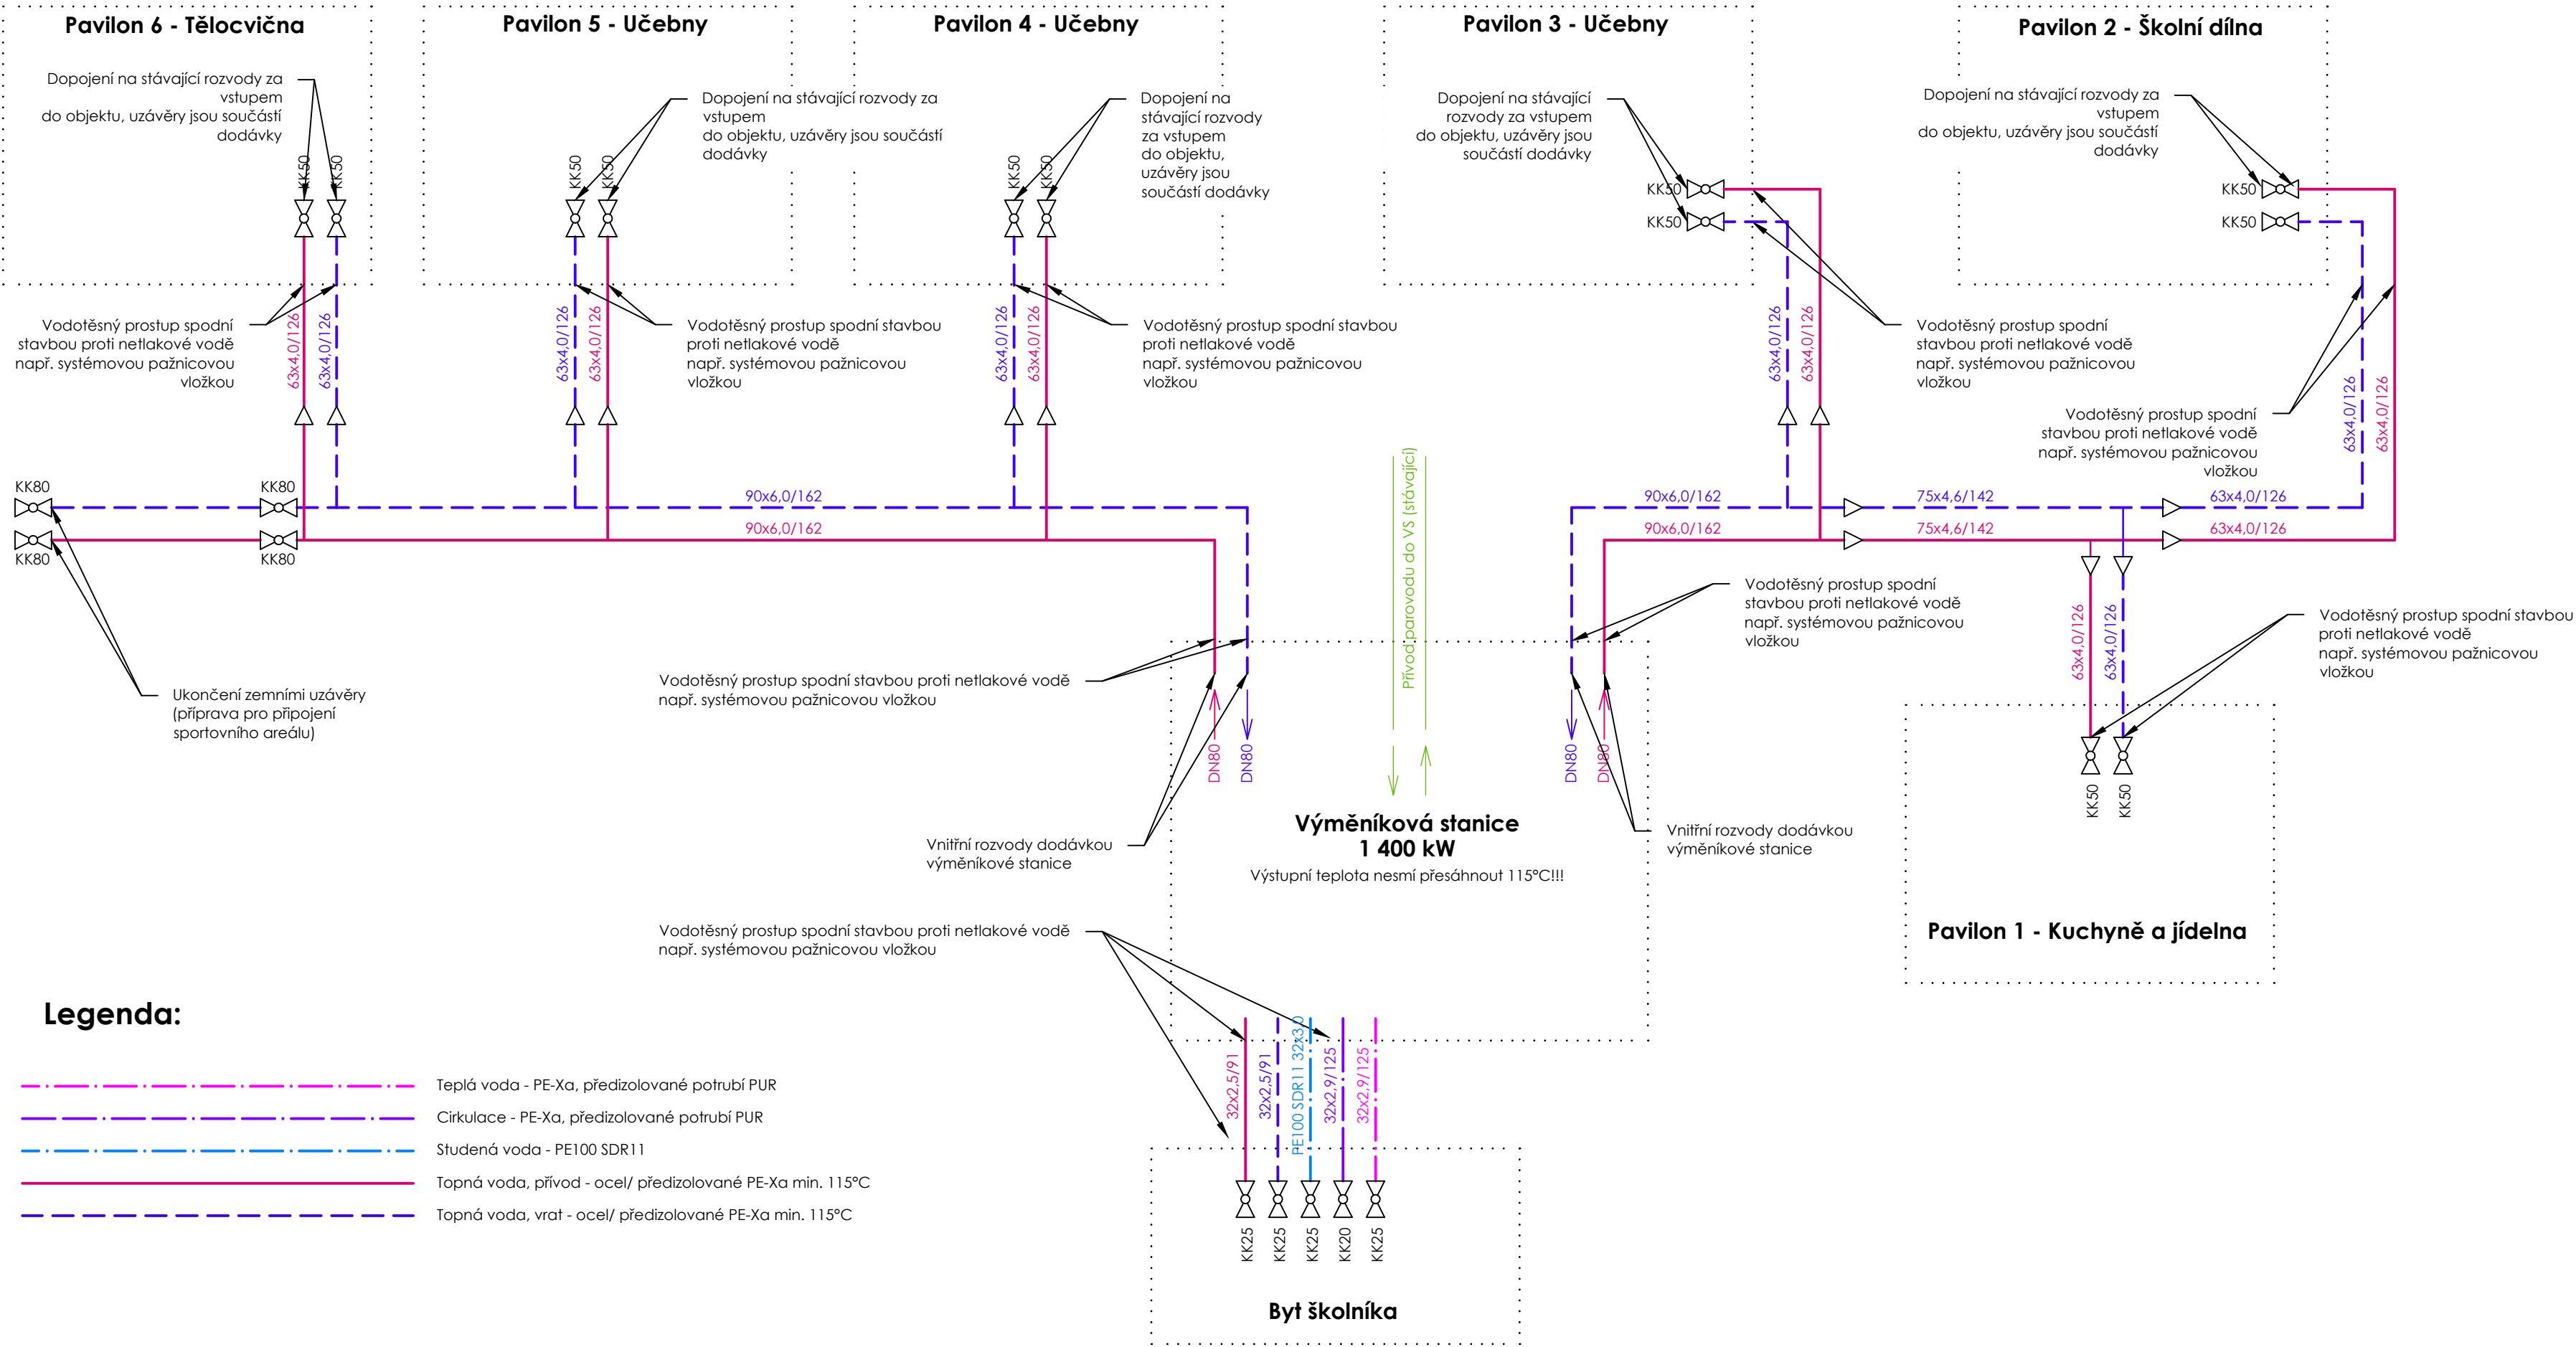 Pavilon 6 - Tělocvična
Dopojení na stávající rozvody za
vstupem
do objektu, uzávěry jsou součástí
dodávky
KK50
KK50
Vodotěsný prostup spodní
stavbou proti netlakové vodě
např. systémovou pažnicovou
vložkou
63x4,0/126
63x4,0/126
Pavilon 5 - Učebny
Dopojení na stávající rozvody za
vstupem
do objektu, uzávěry jsou součástí
dodávky
KK50
KK50
63x4,0/126
63x4,0/126
Vodotěsný prostup spodní stavbou
proti netlakové vodě
např. systémovou pažnicovou
vložkou
Pavilon 4 - Učebny
Dopojení na
stávající rozvody
za vstupem
do objektu,
uzávěry jsou
součástí dodávky
KK50
KK50
63x4,0/126
63x4,0/126
Vodotěsný prostup spodní stavbou
proti netlakové vodě
např. systémovou pažnicovou
vložkou
Pavilon 3 - Učebny
Dopojení na stávající
rozvody za vstupem
do objektu, uzávěry jsou
součástí dodávky
KK50
KK50
63x4,0/126
63x4,0/126
Vodotěsný prostup spodní
stavbou proti netlakové vodě
např. systémovou pažnicovou
vložkou
Pavilon 2 - Školní dílna
Dopojení na stávající rozvody za
vstupem
do objektu, uzávěry jsou součástí
dodávky
KK50
KK50
63x4,0/126
63x4,0/126
Vodotěsný prostup spodní
stavbou proti netlakové vodě
např. systémovou pažnicovou
vložkou
KK80
KK80
KK80
KK80
90x6,0/162
90x6,0/162
Přívod parovodu do VS (stávající)
90x6,0/162
75x4,6/142
63x4,0/126
90x6,0/162
75x4,6/142
63x4,0/126
Ukončení zemními uzávěry
(příprava pro připojení
sportovního areálu)
Vodotěsný prostup spodní stavbou proti netlakové vodě
např. systémovou pažnicovou vložkou
Vodotěsný prostup spodní
stavbou proti netlakové vodě
např. systémovou pažnicovou
vložkou
63x4,0/126
63x4,0/126
Vodotěsný prostup spodní stavbou
proti netlakové vodě
např. systémovou pažnicovou
vložkou
DN80
DN80
DN80
DN80
KK50
KK50
Vnitřní rozvody dodávkou
výměníkové stanice
Výměníková stanice
1 400 kW
Výstupní teplota nesmí přesáhnout 115°C!!!
Vnitřní rozvody dodávkou
výměníkové stanice
Pavilon 1 - Kuchyně a jídelna
Vodotěsný prostup spodní stavbou proti netlakové vodě
např. systémovou pažnicovou vložkou
32x2,5/91
32x2,5/91
PE100 SDR11 32x3,0
32x2,9/125
32x2,9/125
KK25
KK25
KK25
KK20
KK25
Byt školníka
Legenda:
Teplá voda - PE-Xa, předizolované potrubí PUR
Cirkulace - PE-Xa, předizolované potrubí PUR
Studená voda - PE100 SDR11
Topná voda, přívod - ocel/ předizolované PE-Xa min. 115°C
Topná voda, vrat - ocel/ předizolované PE-Xa min. 115°C